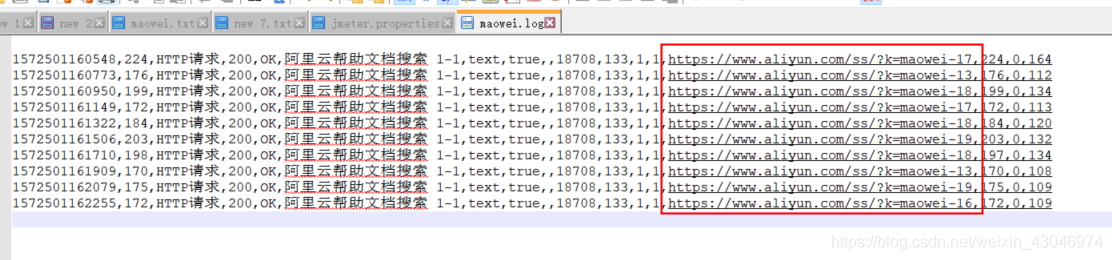 new 2
maowei.txt
new 7.txt
jmeter.properties
maowei.log
1572501160548,224,HTTP请求,200,OK,阿里云帮助文档搜索 1-1,text,true,,18708,133,1,1,https://www.aliyun.com/ss/?k=maowei-17,224,0,164
1572501160773,176,HTTP请求,200,OK,阿里云帮助文档搜索 1-1,text,true,,18708,133,1,1,https://www.aliyun.com/ss/?k=maowei-13,176,0,112
1572501160950,199,HTTP请求,200,OK,阿里云帮助文档搜索 1-1,text,true,,18708,133,1,1,https://www.aliyun.com/ss/?k=maowei-18,199,0,134
1572501161149,172,HTTP请求,200,OK,阿里云帮助文档搜索 1-1,text,true,,18708,133,1,1,https://www.aliyun.com/ss/?k=maowei-17,172,0,113
1572501161322,184,HTTP请求,200,OK,阿里云帮助文档搜索 1-1,text,true,,18708,133,1,1,https://www.aliyun.com/ss/?k=maowei-18,184,0,120
1572501161506,203,HTTP请求,200,OK,阿里云帮助文档搜索 1-1,text,true,,18708,133,1,1,https://www.aliyun.com/ss/?k=maowei-19,203,0,132
1572501161710,198,HTTP请求,200,OK,阿里云帮助文档搜索 1-1,text,true,,18708,133,1,1,https://www.aliyun.com/ss/?k=maowei-18,197,0,134
1572501161909,170,HTTP请求,200,OK,阿里云帮助文档搜索 1-1,text,true,,18708,133,1,1,https://www.aliyun.com/ss/?k=maowei-13,170,0,108
1572501162079,175,HTTP请求,200,OK,阿里云帮助文档搜索 1-1,text,true,,18708,133,1,1,https://www.aliyun.com/ss/?k=maowei-19,175,0,109
1572501162255,172,HTTP请求,200,OK,阿里云帮助文档搜索 1-1,text,true,,18708,133,1,1,https://www.aliyun.com/ss/?k=maowei-16,172,0,109
https://blog.csdn.net/weixin_43046974